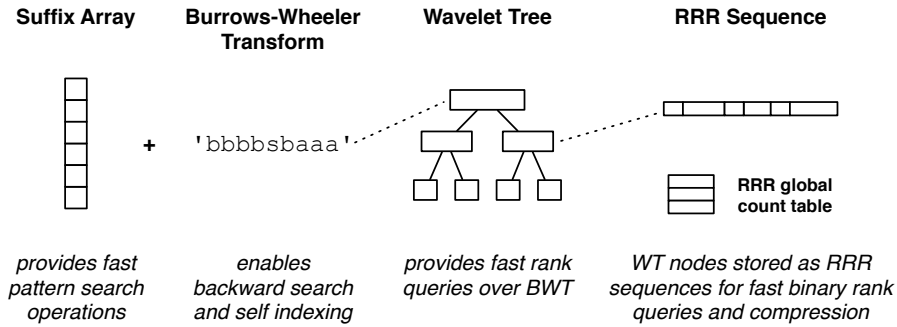 Suffix Array
Burrows-Wheeler
Transform
Wavelet Tree
RRR Sequence
+
'bbbbsbaaa'
RRR global
count table
provides fast
pattern search
operations
enables
backward search
and self indexing
provides fast rank
queries over BWT
WT nodes stored as RRR
sequences for fast binary rank
queries and compression